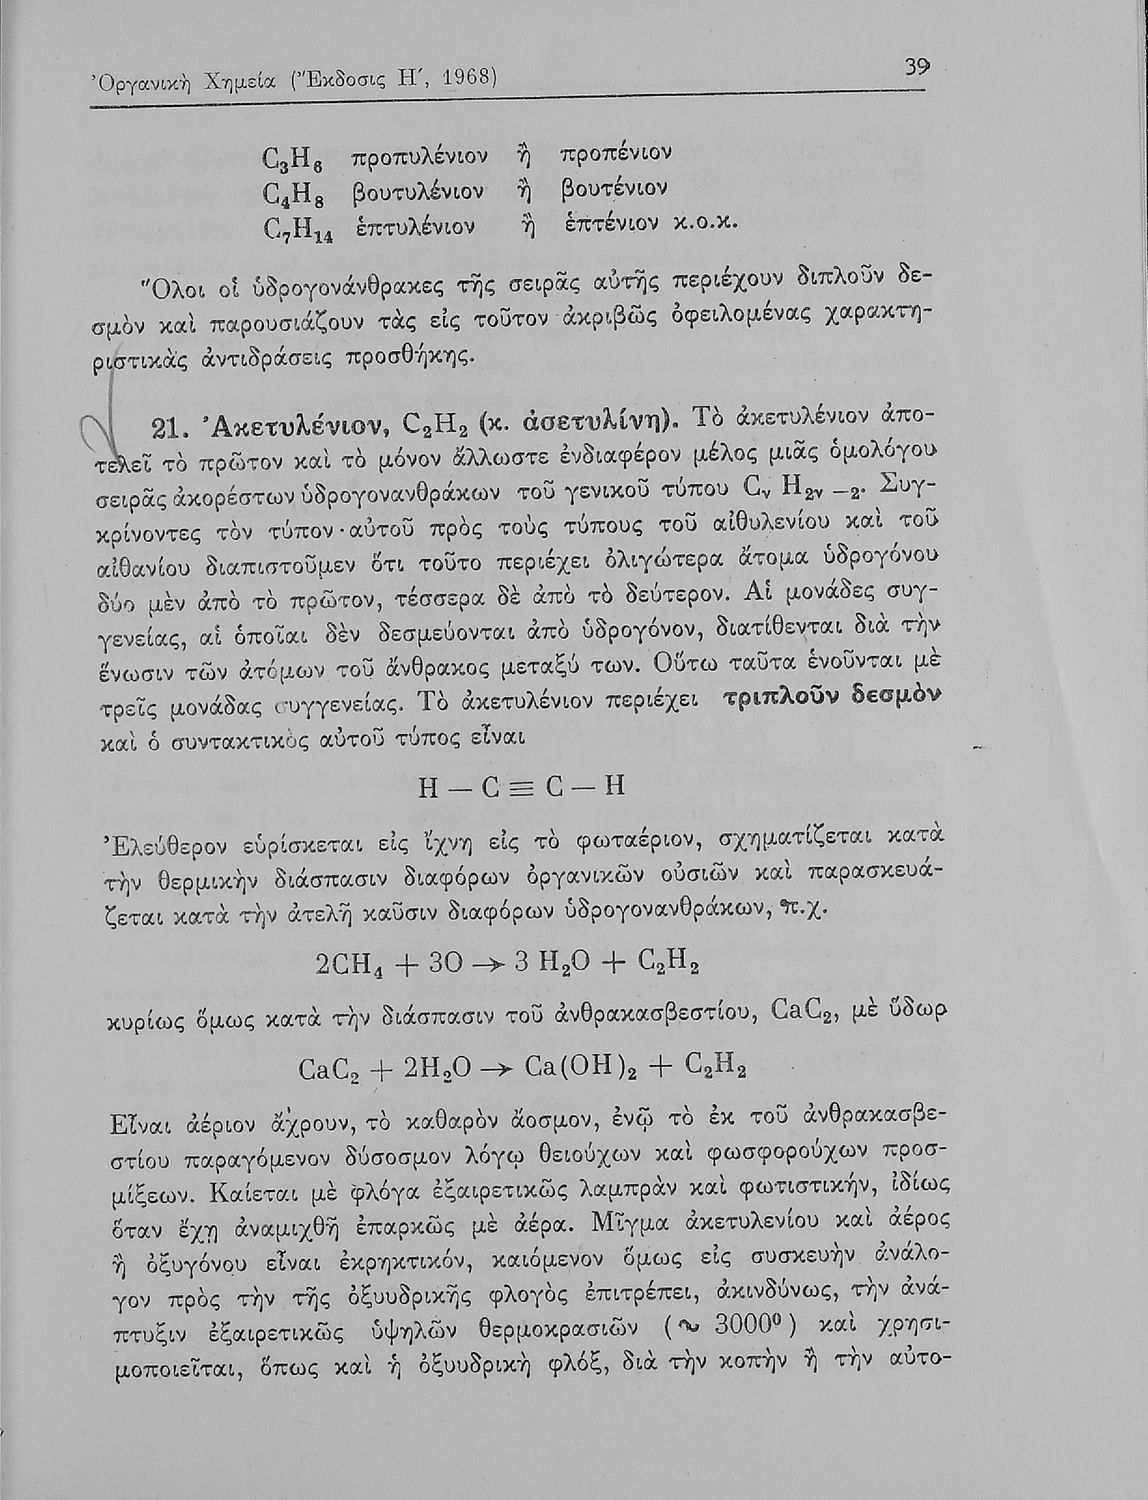 Ὀργανικὴ Χημεία (Ἔκδοσις Η΄, 1968) 39
C₃H₆ προπυλένιον ἢ προπένιον
C₄H₈ βουτυλένιον ἢ βουτένιον
C₇H₁₄ ἑπτυλένιον ἢ ἑπτένιον κ.ο.κ.
Ὅλοι οἱ ὑδρογονάνθρακες τῆς σειρᾶς αὐτῆς περιέχουν διπλοῦν δε-
σμὸν καὶ παρουσιάζουν τὰς εἰς τοῦτον ἀκριβῶς ὀφειλομένας χαρακτη-
ριστικὰς ἀντιδράσεις προσθήκης.
21. Ἀκετυλένιον, C₂H₂ (κ. ἀσετυλίνη). Τὸ ἀκετυλένιον ἀπο-
τελεῖ τὸ πρῶτον καὶ τὸ μόνον ἄλλωστε ἐνδιαφέρον μέλος μιᾶς ὁμολόγου
σειρᾶς ἀκορέστων ὑδρογονανθράκων τοῦ γενικοῦ τύπου Cᵥ H₂ᵥ ₋₂. Συγ-
κρίνοντες τὸν τύπον αὐτοῦ πρὸς τοὺς τύπους τοῦ αἰθυλενίου καὶ τοῦ
αἰθανίου διαπιστοῦμεν ὅτι τοῦτο περιέχει ὀλιγώτερα ἄτομα ὑδρογόνου
δύο μὲν ἀπὸ τὸ πρῶτον, τέσσερα δὲ ἀπὸ τὸ δεύτερον. Αἱ μονάδες συγ-
γενείας, αἱ ὁποῖαι δὲν δεσμεύονται ἀπὸ ὑδρογόνον, διατίθενται διὰ τὴν
ἕνωσιν τῶν ἀτόμων τοῦ ἄνθρακος μεταξύ των. Οὕτω ταῦτα ἑνοῦνται μὲ
τρεῖς μονάδας συγγενείας. Τὸ ἀκετυλένιον περιέχει τριπλοῦν δεσμὸν
καὶ ὁ συντακτικὸς αὐτοῦ τύπος εἶναι
H — C ≡ C — H
Ἐλεύθερον εὑρίσκεται εἰς ἴχνη εἰς τὸ φωταέριον, σχηματίζεται κατὰ
τὴν θερμικὴν διάσπασιν διαφόρων ὀργανικῶν οὐσιῶν καὶ παρασκευά-
ζεται κατὰ τὴν ἀτελῆ καῦσιν διαφόρων ὑδρογονανθράκων, π.χ.
2CH₄ + 3O → 3 H₂O + C₂H₂
κυρίως ὅμως κατὰ τὴν διάσπασιν τοῦ ἀνθρακασβεστίου, CaC₂, μὲ ὕδωρ
CaC₂ + 2H₂O → Ca(OH)₂ + C₂H₂
Εἶναι ἀέριον ἄχρουν, τὸ καθαρὸν ἄοσμον, ἐνῷ τὸ ἐκ τοῦ ἀνθρακασβε-
στίου παραγόμενον δύσοσμον λόγῳ θειούχων καὶ φωσφορούχων προσ-
μίξεων. Καίεται μὲ φλόγα ἐξαιρετικῶς λαμπρὰν καὶ φωτιστικήν, ἰδίως
ὅταν ἔχῃ ἀναμιχθῆ ἐπαρκῶς μὲ ἀέρα. Μῖγμα ἀκετυλενίου καὶ ἀέρος
ἢ ὀξυγόνου εἶναι ἐκρηκτικόν, καιόμενον ὅμως εἰς συσκευὴν ἀνάλο-
γον πρὸς τὴν τῆς ὀξυυδρικῆς φλογὸς ἐπιτρέπει, ἀκινδύνως, τὴν ἀνά-
πτυξιν ἐξαιρετικῶς ὑψηλῶν θερμοκρασιῶν (∾ 3000⁰) καὶ χρησι-
μοποιεῖται, ὅπως καὶ ἡ ὀξυυδρικὴ φλόξ, διὰ τὴν κοπὴν ἢ τὴν αὐτο-